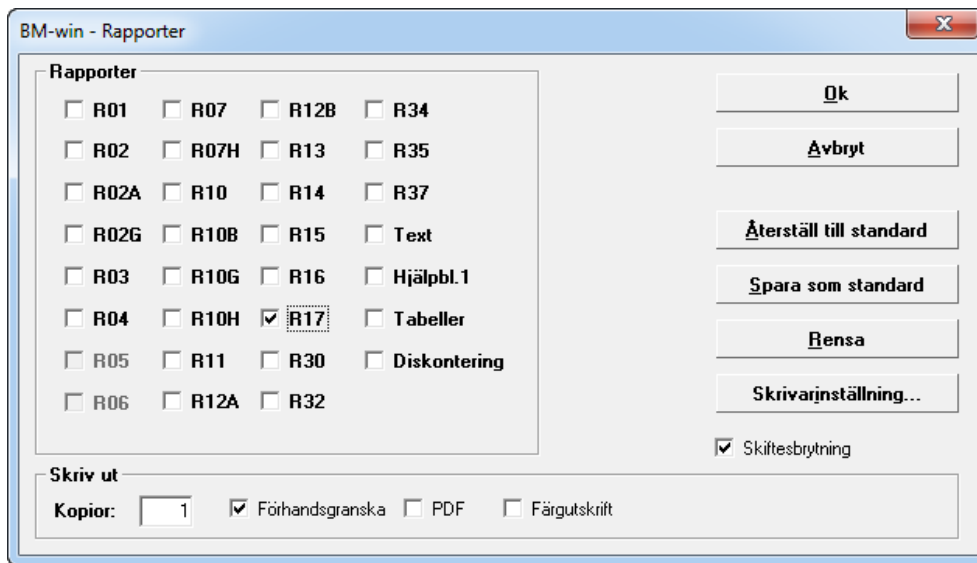 BM-win - Rapporter
Rapporter
R01 R07 R12B R34
R02 R07H R13 R35
R02A R10 R14 R37
R02G R10B R15 Text
R03 R10G R16 Hjälpbl.1
R04 R10H R17 Tabeller
R05 R11 R30 Diskontering
R06 R12A R32
Ok
Avbryt
Återställ till standard
Spara som standard
Rensa
Skrivarinställning...
Skiftesbrytning
Skriv ut
Kopior: 1 Förhandsgranska PDF Färgutskrift